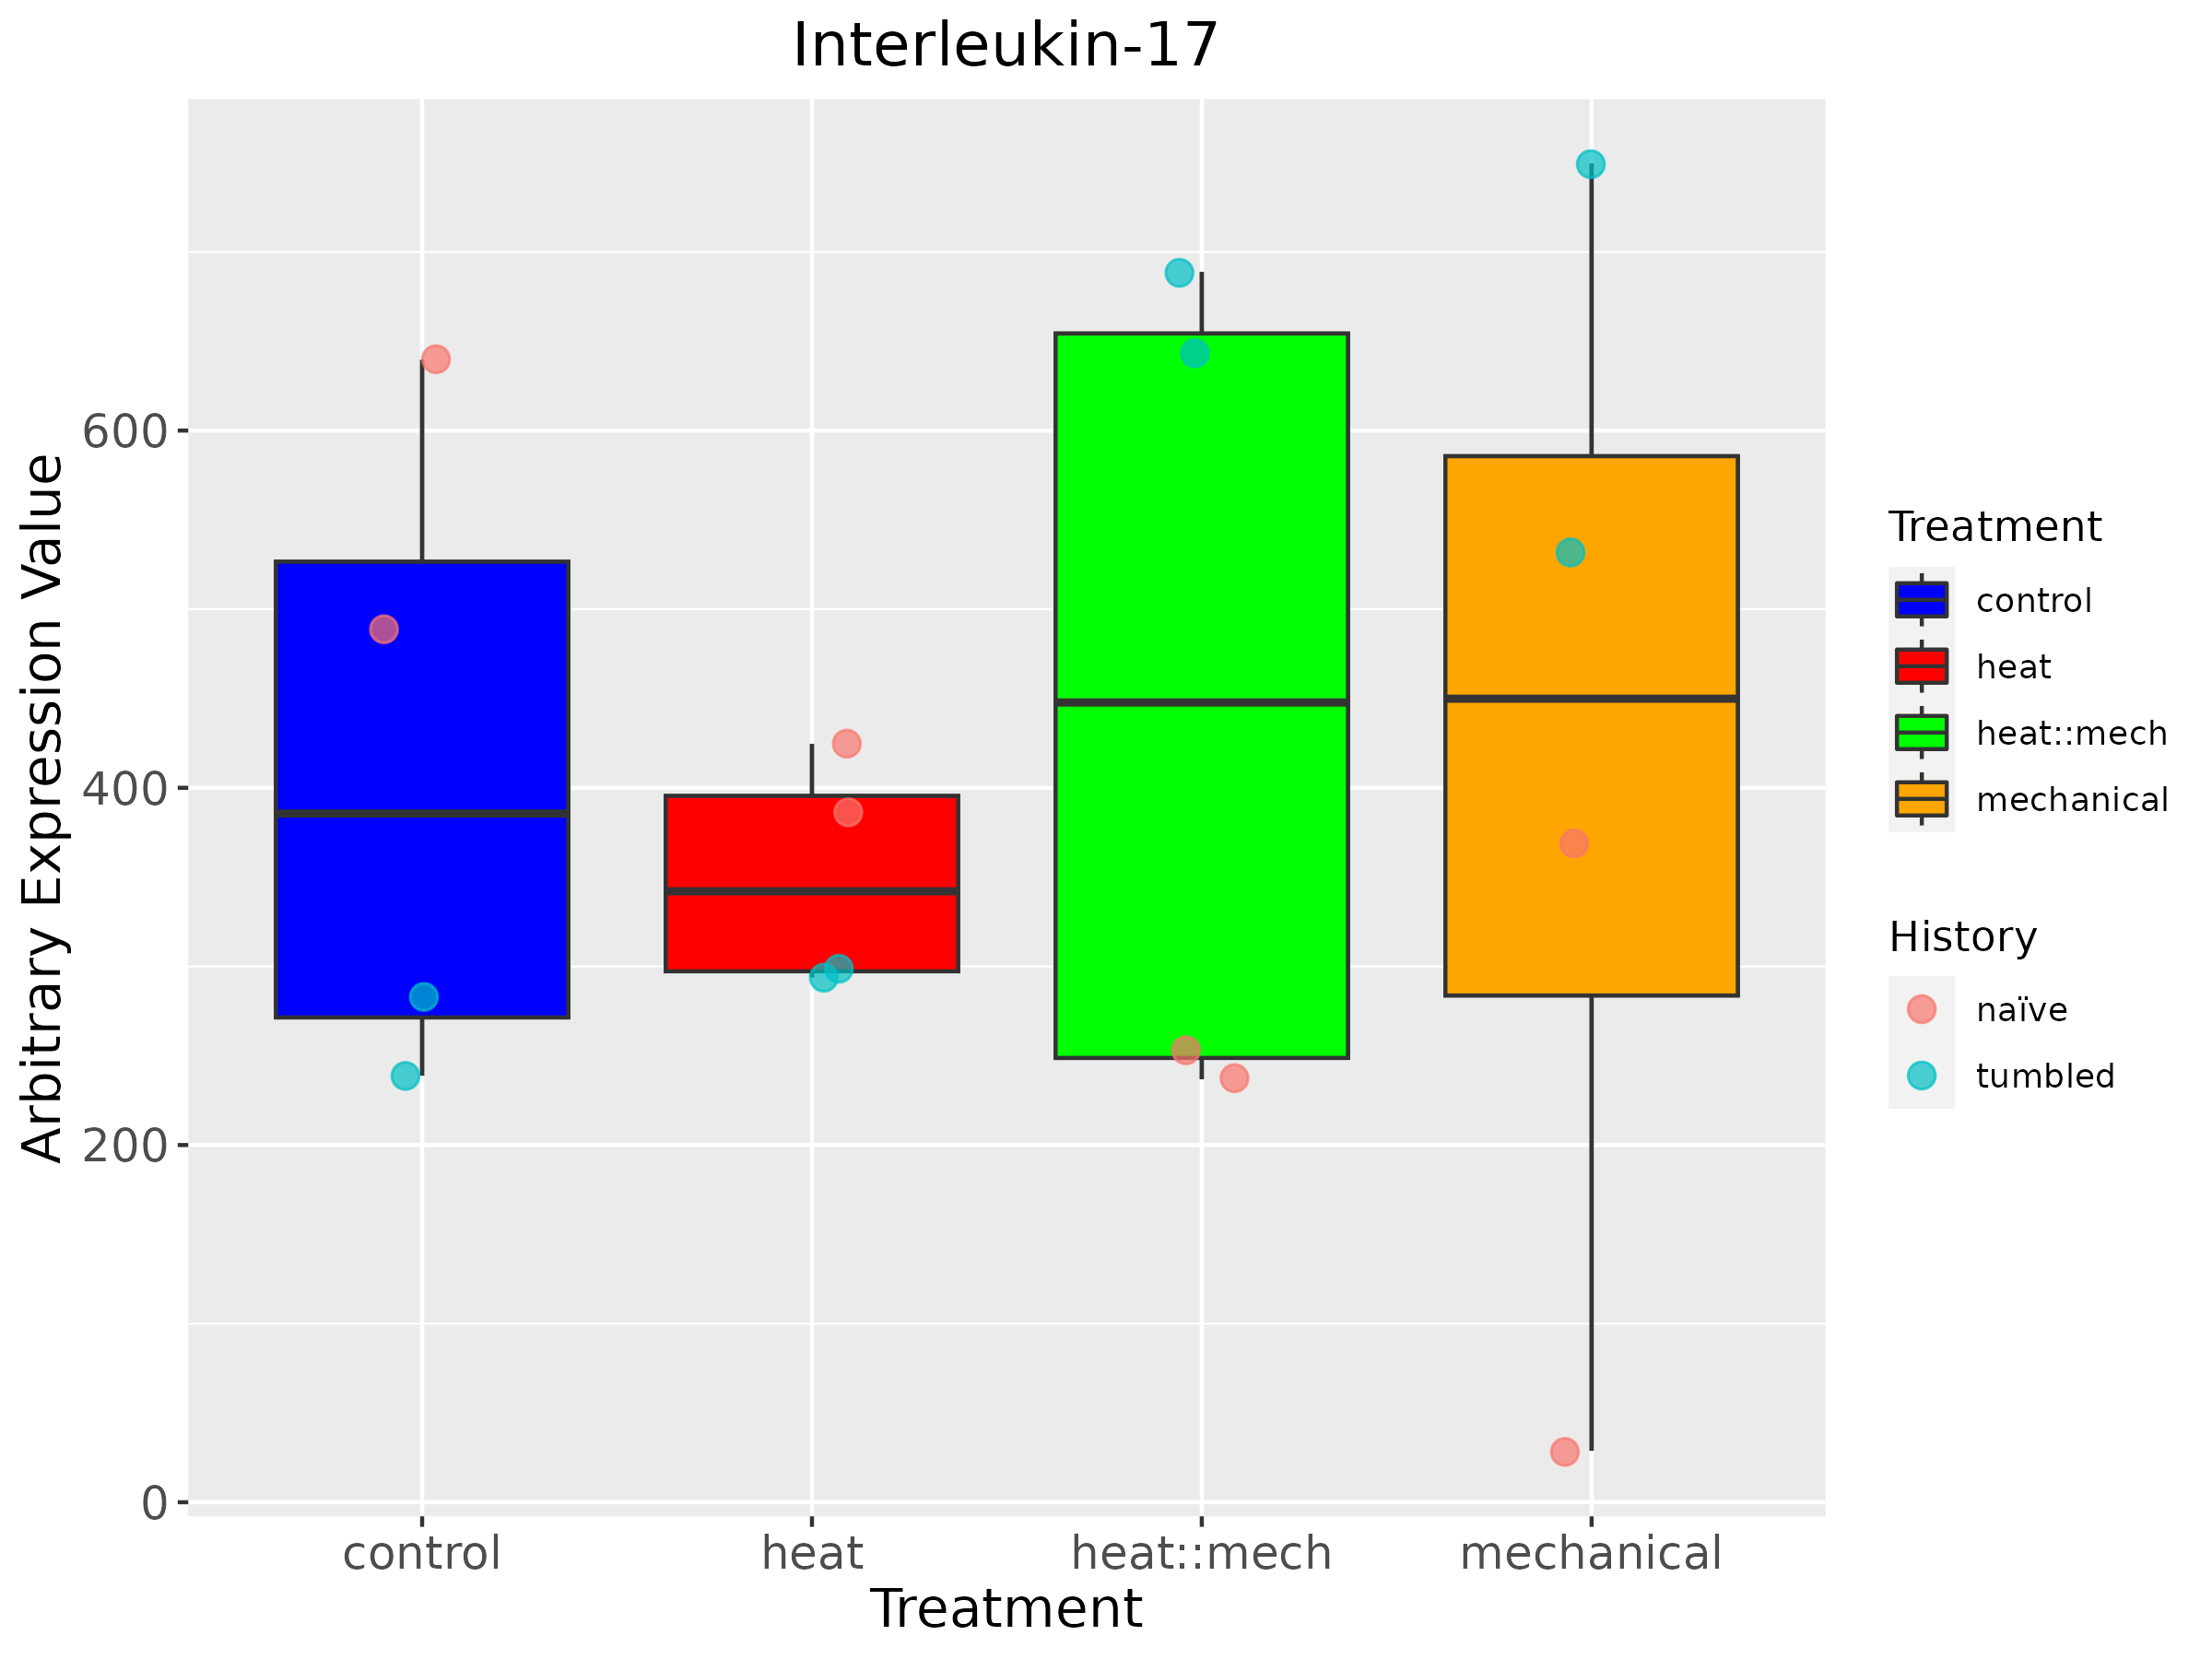 Interleukin-17
Arbitrary Expression Value
600
400
200
0
control heat heat::mech mechanical
Treatment
Treatment
control
heat
heat::mech
mechanical
History
naïve
tumbled